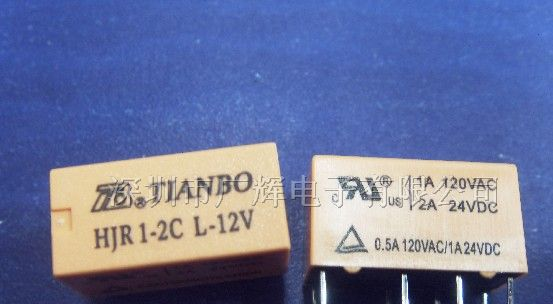 TIANBO
HJR 1-2C L-12V
1A 120VAC
US 2A 24VDC
0.5A 120VAC/1A 24VDC
深圳市广辉电子有限公司